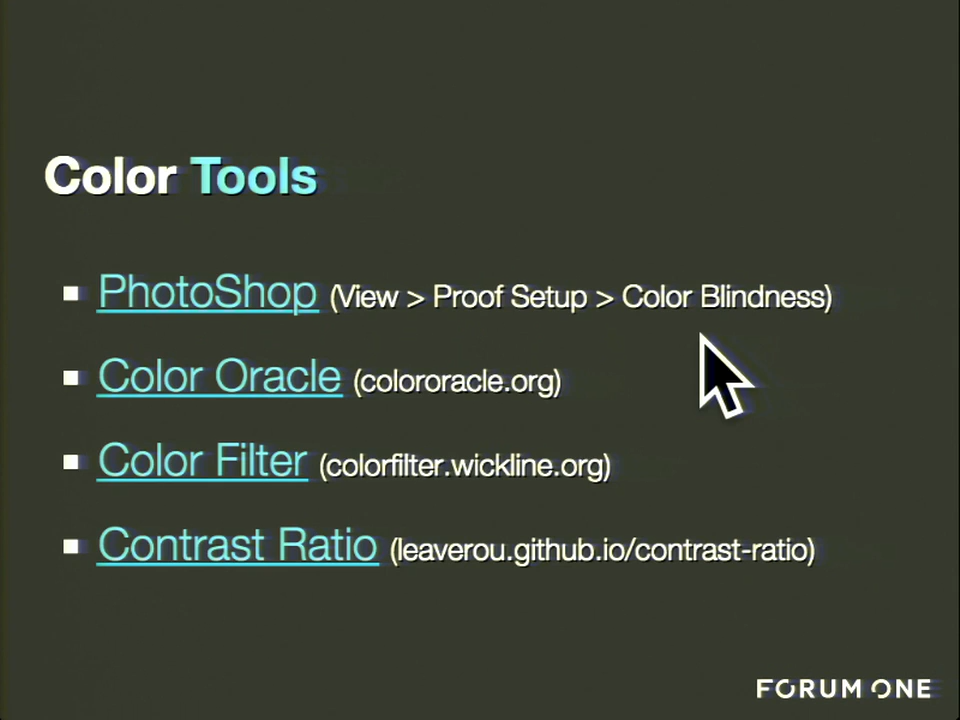 Color Tools
PhotoShop (View > Proof Setup > Color Blindness)
Color Oracle (colororacle.org)
Color Filter (colorfilter.wickline.org)
Contrast Ratio (leaverou.github.io/contrast-ratio)
FORUM ONE